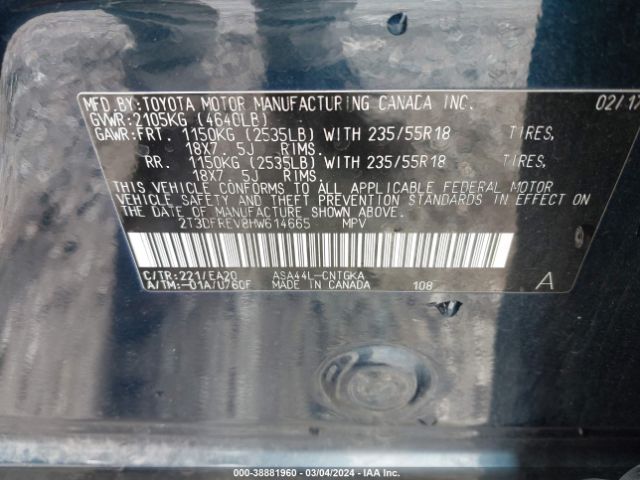 MFD.BY:TOYOTA MOTOR MANUFACTURING CANADA INC. 02/17
GVWR:2105KG (4640LB)
GAWR:FRT 1150KG (2535LB) WITH 235/55R18 TIRES,
18X7.5J RIMS.
RR. 1150KG (2535LB) WITH 235/55R18 TIRES,
18X7.5J RIMS.
THIS VEHICLE CONFORMS TO ALL APPLICABLE FEDERAL MOTOR
VEHICLE SAFETY AND THEFT PREVENTION STANDARDS IN EFFECT
ON THE DATE OF MANUFACTURE SHOWN ABOVE.
2T3DFREV8HW614665 MPV
C/TR:221/EA20 ASA44L-CNTGKA A
A/TM:-01A/U760F MADE IN CANADA 108
000-38881960 - 03/04/2024 - IAA Inc.